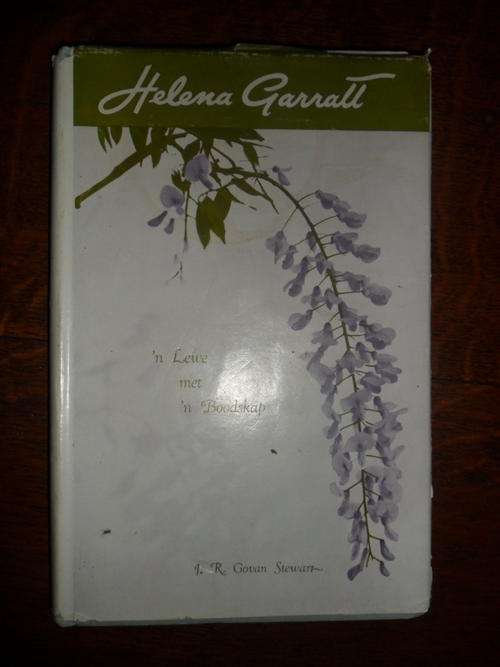 Helena Garratt
'n Lewe
met
'n Boodskap
J. R. Govan Stewart